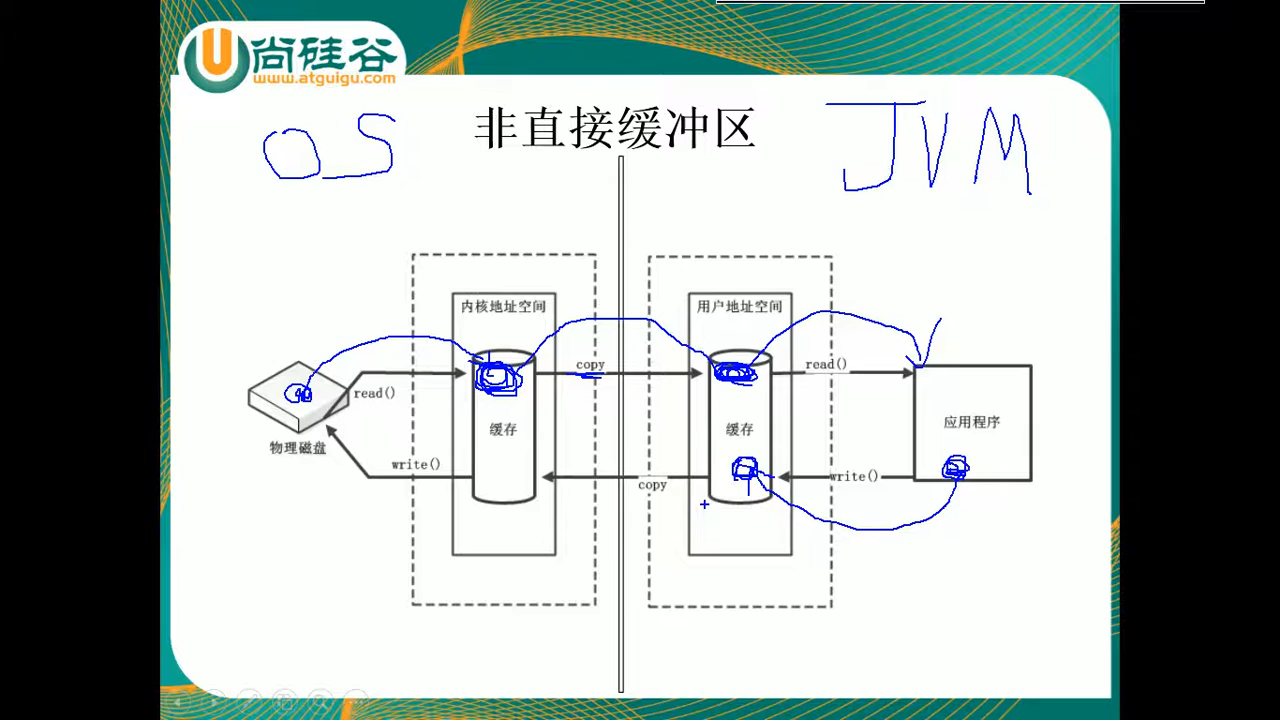 尚硅谷
www.atguigu.com
OS
非直接缓冲区
JVM
内核地址空间
用户地址空间
copy
read()
read()
物理磁盘
缓存
缓存
应用程序
write()
copy
write()